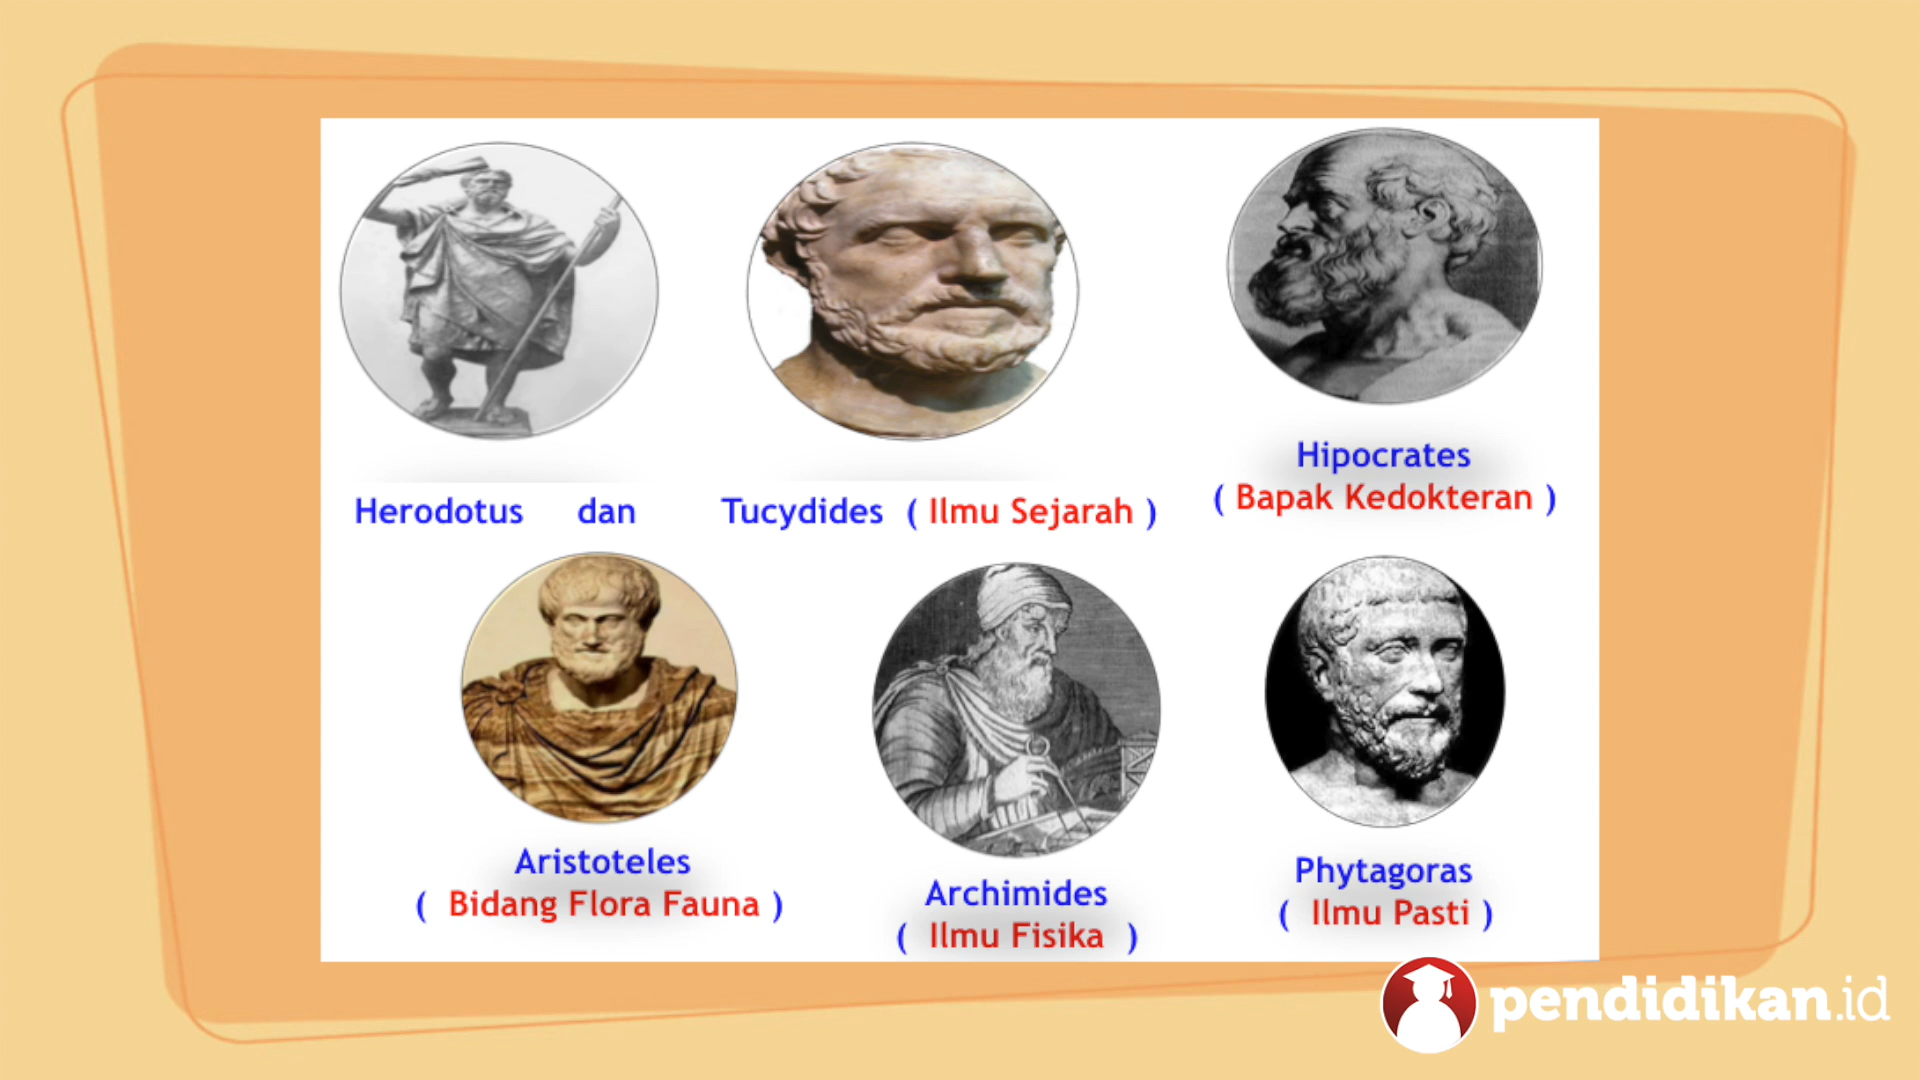 Herodotus dan Tucydides ( Ilmu Sejarah )
Hipocrates
( Bapak Kedokteran )
Aristoteles
( Bidang Flora Fauna )
Archimides
( Ilmu Fisika )
Phytagoras
( Ilmu Pasti )
pendidikan.id